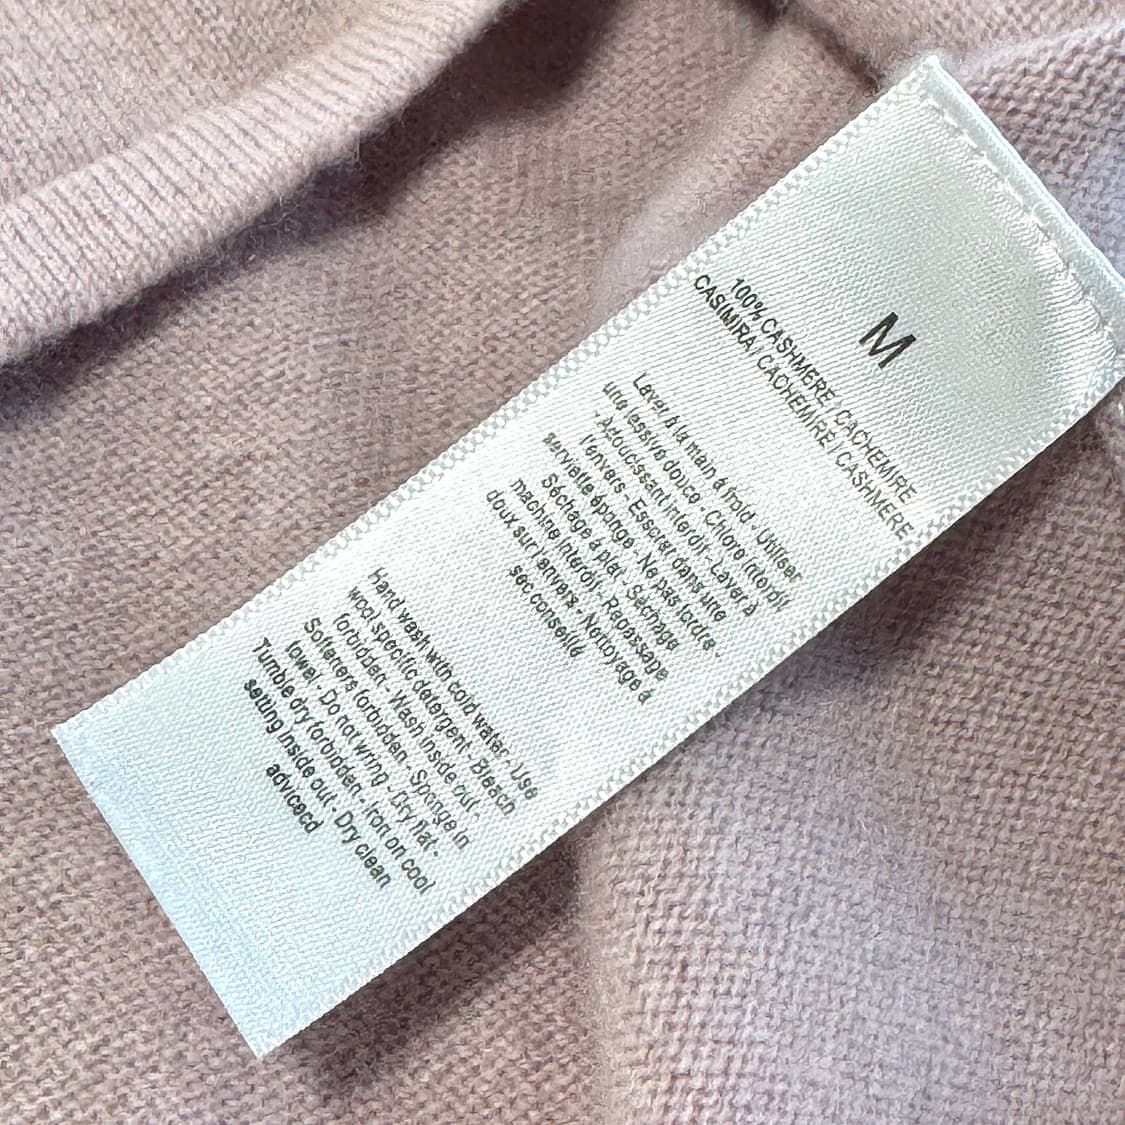 M
100% CASHMERE / CACHEMIRE
CASIMIRA / CACHEMIRE / CASHMERE
Laver à la main à froid - Utiliser
une lessive douce - Chlore interdit
- Adoucissant interdit - Laver à
l'envers - Essorer dans une
serviette éponge - Ne pas tordre -
Séchage à plat - Séchage
machine interdit - Repassage
doux sur l'envers - Nettoyage à
sec conseillé
Hand wash with cold water - Use
wool specific detergent - Bleach
forbidden - Wash inside out -
Softeners forbidden - Sponge in
towel - Do not wring - Dry flat -
Tumble dry forbidden - Iron on cool
setting inside out - Dry clean
adviced